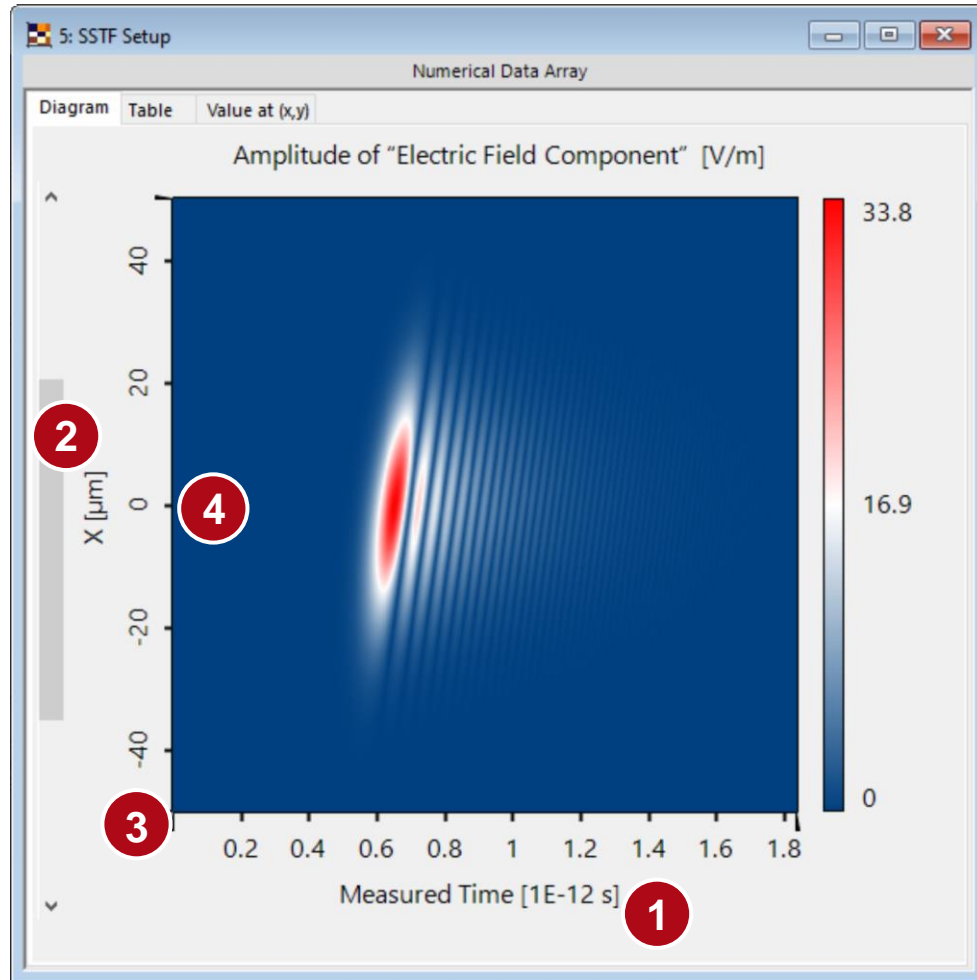 5: SSTF Setup
Numerical Data Array
Diagram Table Value at (x,y)
Amplitude of “Electric Field Component” [V/m]
33.8
40
20
2
X [µm]
0
4
16.9
-20
-40
0
3
0.2 0.4 0.6 0.8 1 1.2 1.4 1.6 1.8
Measured Time [1E-12 s]
1